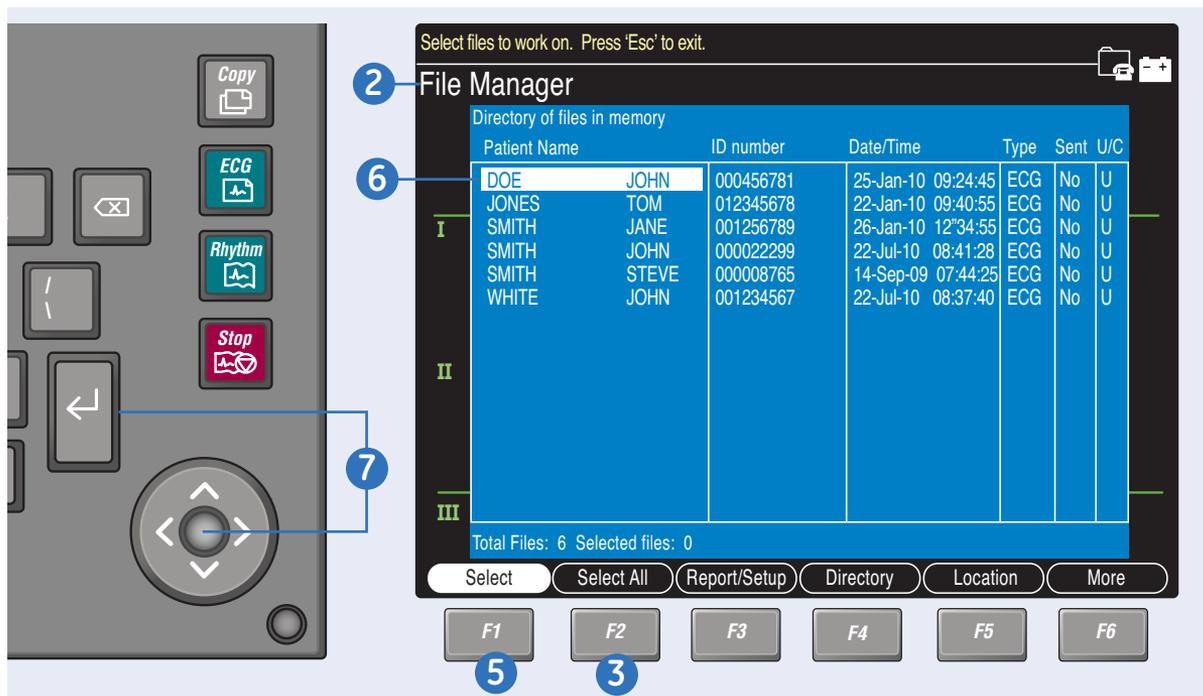 Copy
ECG
Rhythm
Stop
/
\
7
Select files to work on. Press 'Esc' to exit.
2
File Manager
- +
Directory of files in memory
Patient Name ID number Date/Time Type Sent U/C
6
DOE JOHN 000456781 25-Jan-10 09:24:45 ECG No U
JONES TOM 012345678 22-Jan-10 09:40:55 ECG No U
SMITH JANE 001256789 26-Jan-10 12"34:55 ECG No U
SMITH JOHN 000022299 22-Jul-10 08:41:28 ECG No U
SMITH STEVE 000008765 14-Sep-09 07:44:25 ECG No U
WHITE JOHN 001234567 22-Jul-10 08:37:40 ECG No U
I
II
III
Total Files: 6 Selected files: 0
Select Select All Report/Setup Directory Location More
F1 F2 F3 F4 F5 F6
5 3